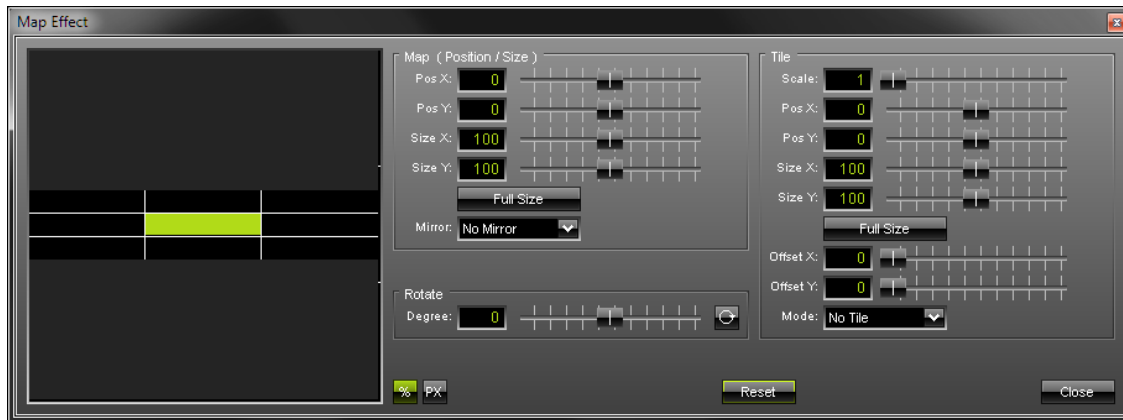 Map Effect
Map ( Position / Size )
Pos X: 0
Pos Y: 0
Size X: 100
Size Y: 100
Full Size
Mirror: No Mirror
Rotate
Degree: 0
Tile
Scale: 1
Pos X: 0
Pos Y: 0
Size X: 100
Size Y: 100
Full Size
Offset X: 0
Offset Y: 0
Mode: No Tile
% PX
Reset
Close